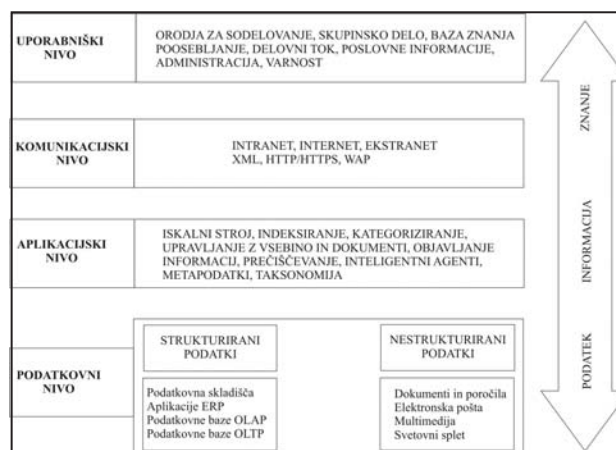 UPORABNIŠKI
NIVO
ORODJA ZA SODELOVANJE, SKUPINSKO DELO, BAZA ZNANJA
POOSEBLJANJE, DELOVNI TOK, POSLOVNE INFORMACIJE,
ADMINISTRACIJA, VARNOST
KOMUNIKACIJSKI
NIVO
INTRANET, INTERNET, EKSTRANET
XML, HTTP/HTTPS, WAP
APLIKACIJSKI
NIVO
ISKALNI STROJ, INDEKSIRANJE, KATEGORIZIRANJE,
UPRAVLJANJE Z VSEBINO IN DOKUMENTI, OBJAVLJANJE
INFORMACIJ, PREČIŠČEVANJE, INTELIGENTNI AGENTI,
METAPODATKI, TAKSONOMIJA
PODATKOVNI
NIVO
STRUKTURIRANI
PODATKI
Podatkovna skladišča
Aplikacije ERP
Podatkovne baze OLAP
Podatkovne baze OLTP
NESTRUKTURIRANI
PODATKI
Dokumenti in poročila
Elektronska pošta
Multimedija
Svetovni splet
ZNANJE
INFORMACIJA
PODATEK